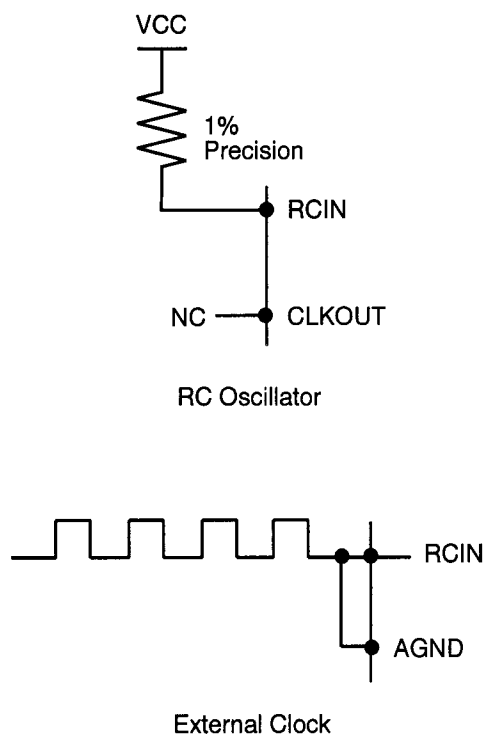 VCC
1%
Precision
RCIN
NC
CLKOUT
RC Oscillator
RCIN
AGND
External Clock